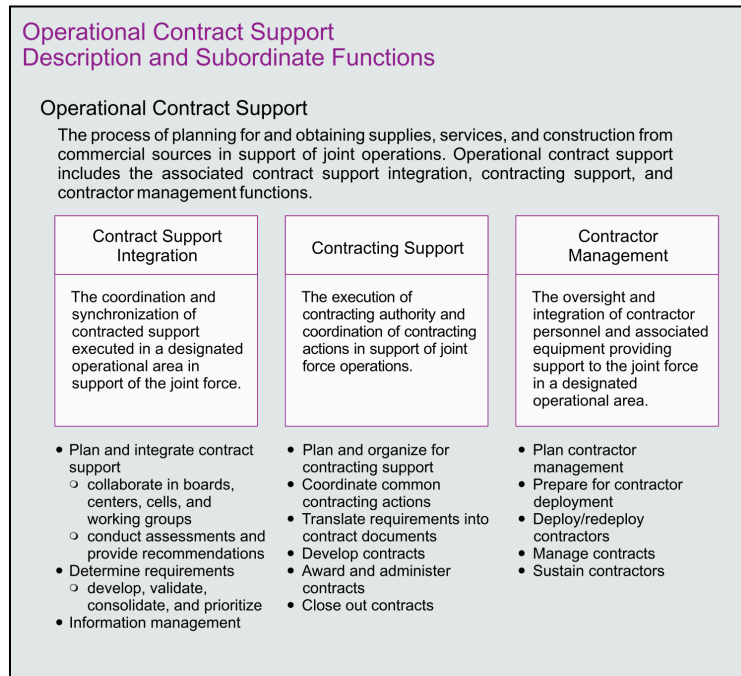 Operational Contract Support
Description and Subordinate Functions
Operational Contract Support
The process of planning for and obtaining supplies, services, and construction from
commercial sources in support of joint operations. Operational contract support
includes the associated contract support integration, contracting support, and
contractor management functions.
Contract Support
Integration
The coordination and
synchronization of
contracted support
executed in a designated
operational area in
support of the joint force.
• Plan and integrate contract
support
○ collaborate in boards,
centers, cells, and
working groups
○ conduct assessments and
provide recommendations
• Determine requirements
○ develop, validate,
consolidate, and prioritize
• Information management
Contracting Support
The execution of
contracting authority and
coordination of contracting
actions in support of joint
force operations.
• Plan and organize for
contracting support
• Coordinate common
contracting actions
• Translate requirements into
contract documents
• Develop contracts
• Award and administer
contracts
• Close out contracts
Contractor
Management
The oversight and
integration of contractor
personnel and associated
equipment providing
support to the joint force
in a designated
operational area.
• Plan contractor
management
• Prepare for contractor
deployment
• Deploy/redeploy
contractors
• Manage contracts
• Sustain contractors